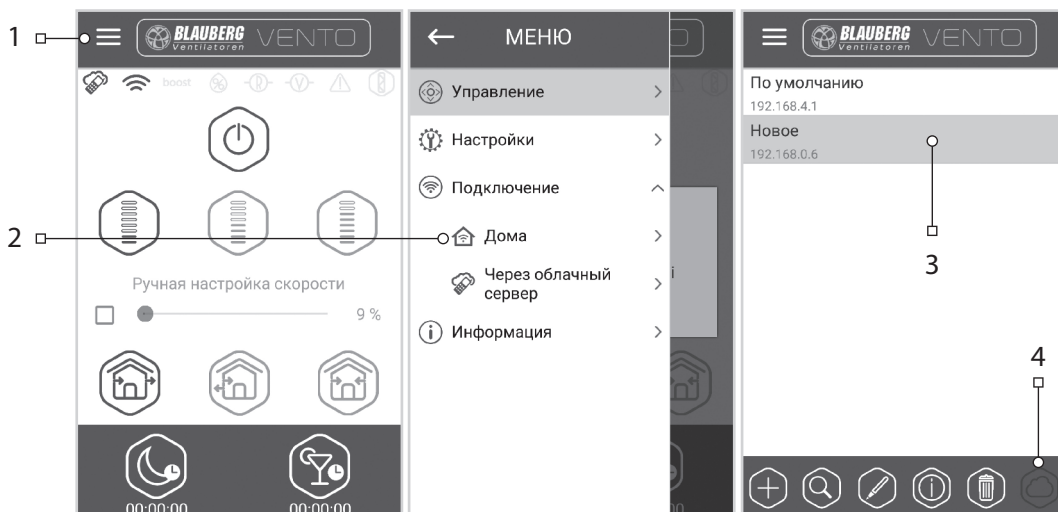 1
BLAUBERG
Ventilatoren
VENTO
boost
Ручная настройка скорости
9 %
00:00:00
00:00:00
2
МЕНЮ
Управление
Настройки
Подключение
Дома
Через облачный
сервер
Информация
BLAUBERG
Ventilatoren
VENTO
По умолчанию
192.168.4.1
Новое
192.168.0.6
3
4